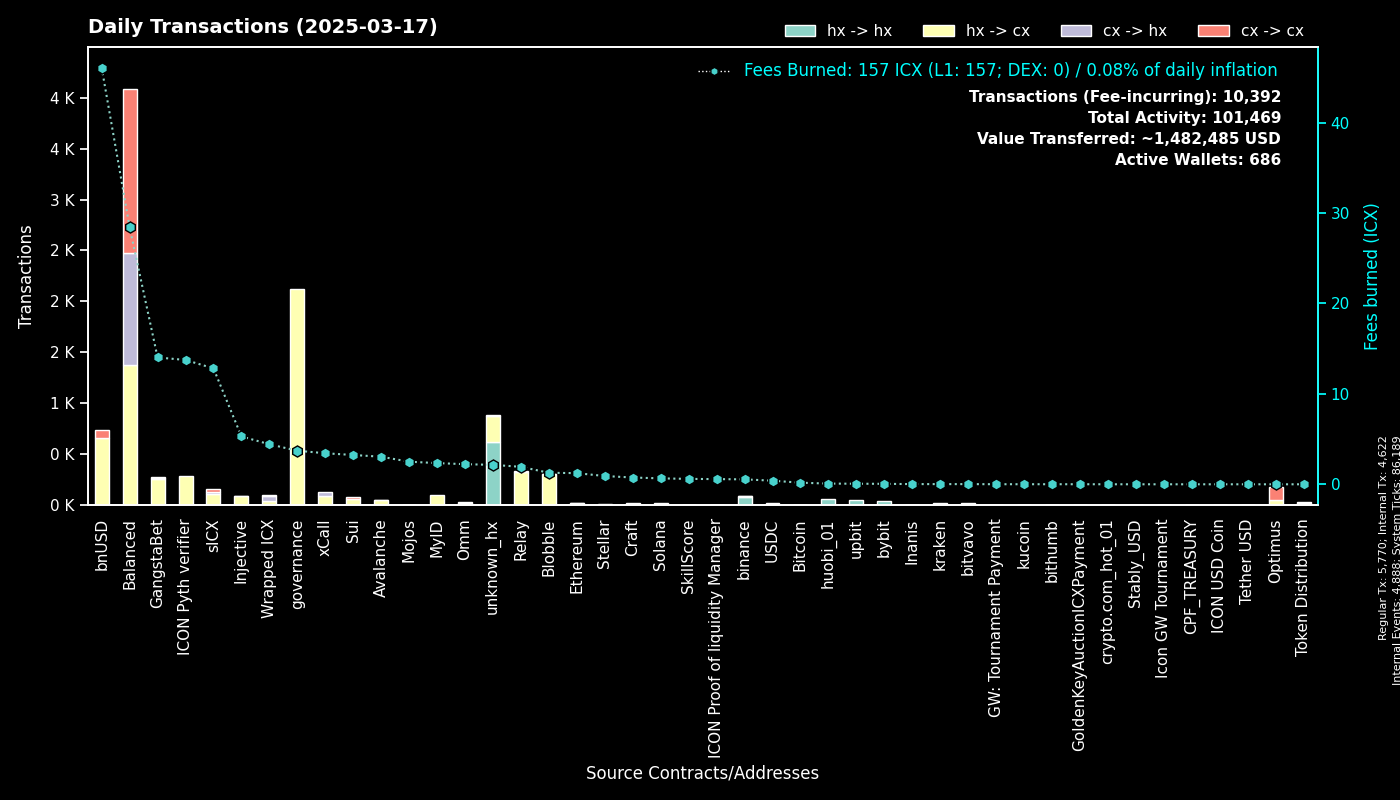 Daily Transactions (2025-03-17)
hx -> hx
hx -> cx
cx -> hx
cx -> cx
Fees Burned: 157 ICX (L1: 157; DEX: 0) / 0.08% of daily inflation
Transactions (Fee-incurring): 10,392
Total Activity: 101,469
Value Transferred: ~1,482,485 USD
Active Wallets: 686
Transactions
4 K
4 K
3 K
2 K
2 K
2 K
1 K
0 K
0 K
40
30
20
10
0
Fees burned (ICX)
bnUSD
Balanced
GangstaBet
ICON Pyth verifier
sICX
Injective
Wrapped ICX
governance
xCall
Sui
Avalanche
Mojos
MyID
Omm
unknown_hx
Relay
Blobble
Ethereum
Stellar
Craft
Solana
SkillScore
ICON Proof of liquidity Manager
binance
USDC
Bitcoin
huobi_01
upbit
bybit
Inanis
kraken
bitvavo
GW: Tournament Payment
kucoin
bithumb
GoldenKeyAuctionICXPayment
crypto.com_hot_01
Stably_USD
Icon GW Tournament
CPF_TREASURY
ICON USD Coin
Tether USD
Optimus
Token Distribution
Source Contracts/Addresses
Regular Tx: 5,770; Internal Tx: 4,622
Internal Events: 4,888; System Ticks: 86,189